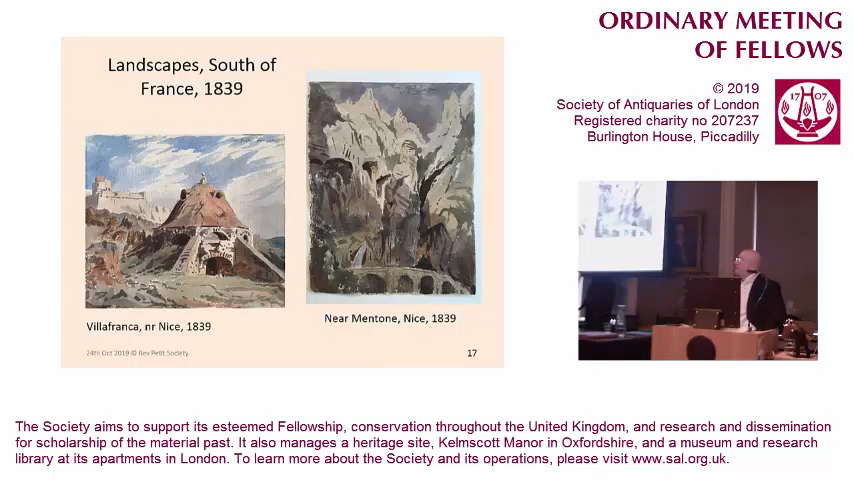 ORDINARY MEETING
OF FELLOWS
© 2019
Society of Antiquaries of London
Registered charity no 207237
Burlington House, Piccadilly
17 07
Landscapes, South of
France, 1839
Villafranca, nr Nice, 1839
Near Mentone, Nice, 1839
24th Oct 2019 © Rev Petit Society
17
The Society aims to support its esteemed Fellowship, conservation throughout the United Kingdom, and research and dissemination
for scholarship of the material past. It also manages a heritage site, Kelmscott Manor in Oxfordshire, and a museum and research
library at its apartments in London. To learn more about the Society and its operations, please visit www.sal.org.uk.